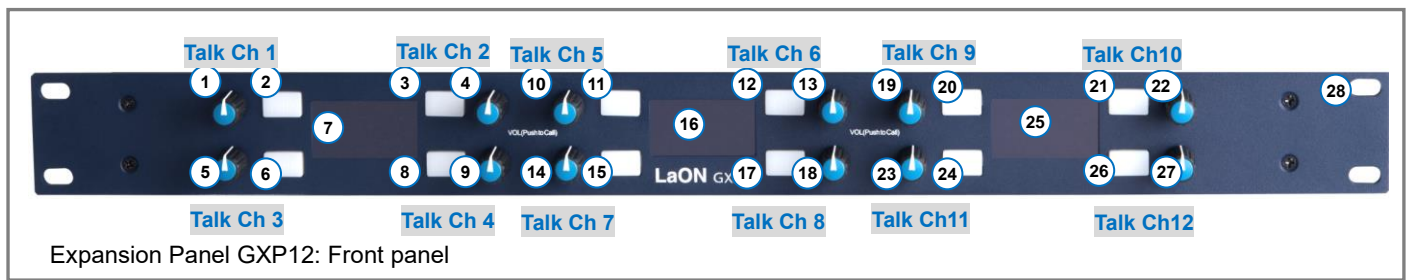 Talk Ch 1 Talk Ch 2 Talk Ch 5 Talk Ch 6 Talk Ch 9 Talk Ch10
1 2 3 4 10 11 12 13 19 20 21 22 28
7 16 25
VOL(Push to Call) VOL(Push to Call)
5 6 8 9 14 15 LaON GX 17 18 23 24 26 27
Talk Ch 3 Talk Ch 4 Talk Ch 7 Talk Ch 8 Talk Ch11 Talk Ch12
Expansion Panel GXP12: Front panel